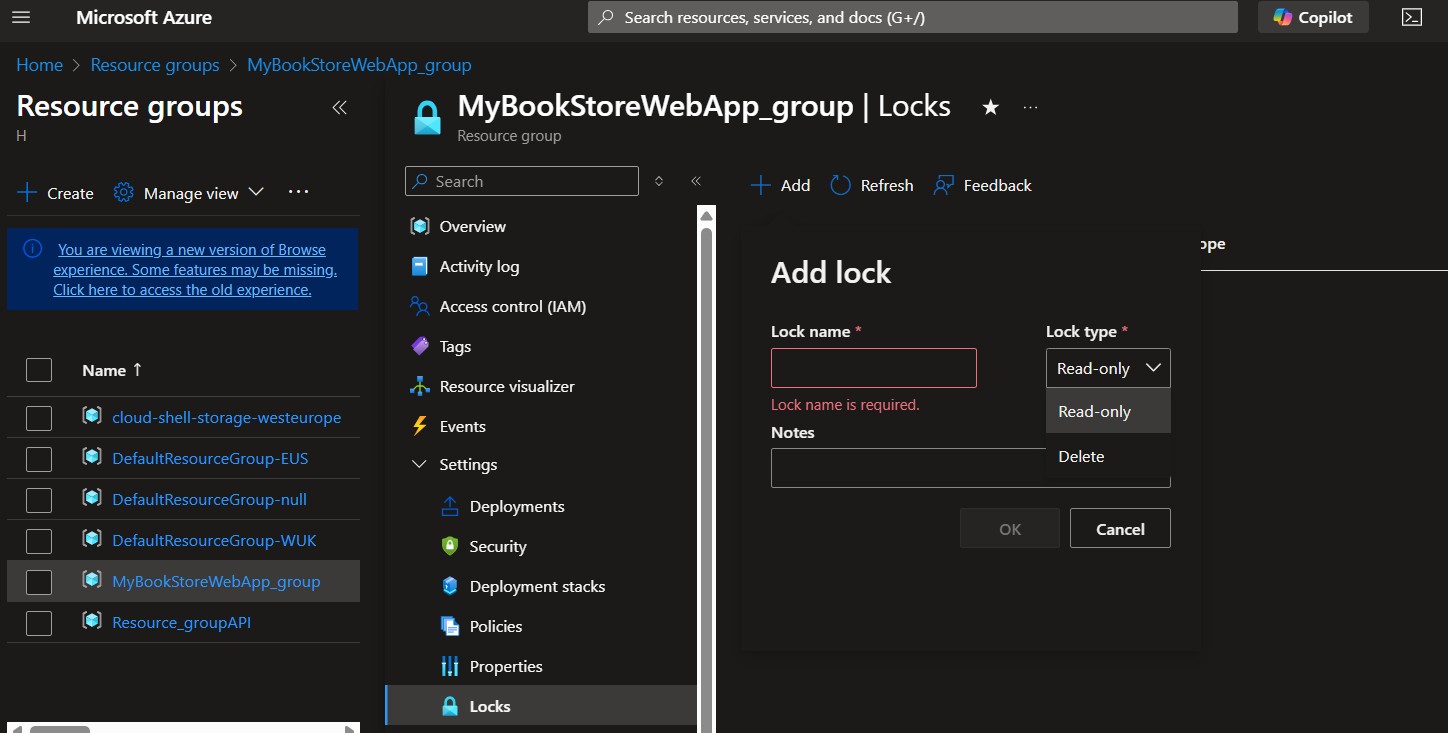 Microsoft Azure
Search resources, services, and docs (G+/)
Copilot
Home > Resource groups > MyBookStoreWebApp_group
Resource groups
H
Create
Manage view
...
You are viewing a new version of Browse
experience. Some features may be missing.
Click here to access the old experience.
Name ↑
cloud-shell-storage-westeurope
DefaultResourceGroup-EUS
DefaultResourceGroup-null
DefaultResourceGroup-WUK
MyBookStoreWebApp_group
Resource_groupAPI
MyBookStoreWebApp_group | Locks
...
Resource group
Search
Overview
Activity log
Access control (IAM)
Tags
Resource visualizer
Events
Settings
Deployments
Security
Deployment stacks
Policies
Properties
Locks
Add
Refresh
Feedback
ope
Add lock
Lock name *
Lock name is required.
Lock type *
Read-only
Read-only
Delete
Notes
OK
Cancel